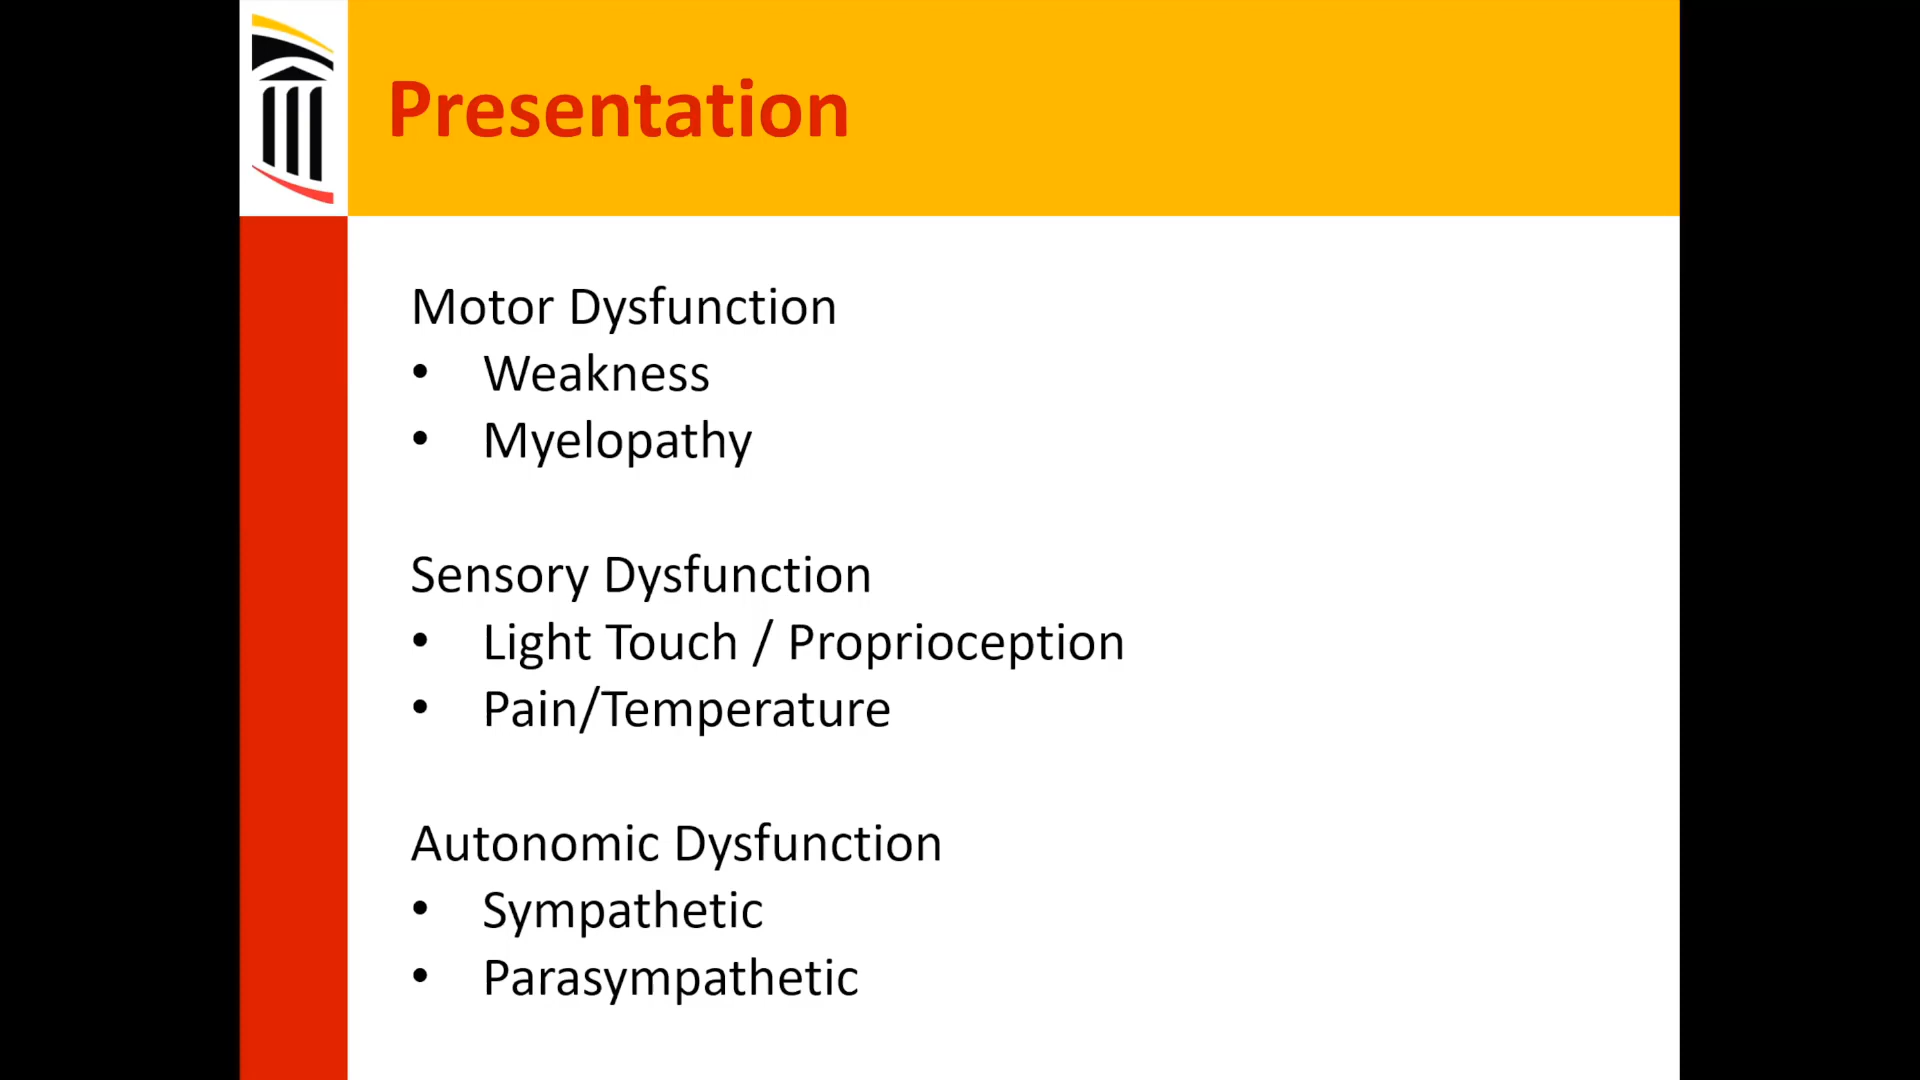 Presentation
Motor Dysfunction
• Weakness
• Myelopathy
Sensory Dysfunction
• Light Touch / Proprioception
• Pain/Temperature
Autonomic Dysfunction
• Sympathetic
• Parasympathetic